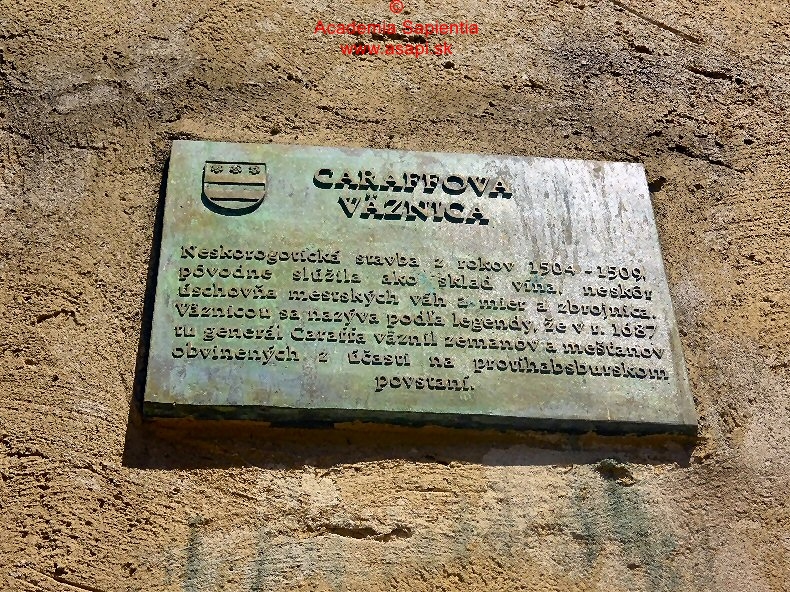 ©
Academia Sapientia
www.asapi.sk
CARAFFOVA
VÄZNICA
Neskorogotická stavba z rokov 1504-1509,
pôvodne slúžila ako sklad vína, neskôr
úschovňa mestských váh a mier a zbrojnica.
Väznicou sa nazýva podľa legendy, že v r. 1687
tu generál Caraffa väznil zemanov a mešťanov
obvinených z účasti na protihabsburskom
povstaní.